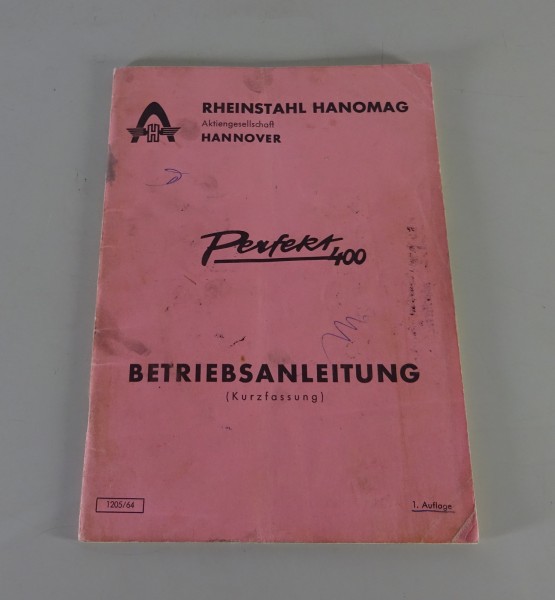 RHEINSTAHL HANOMAG
Aktiengesellschaft
HANNOVER
Perfekt 400
BETRIEBSANLEITUNG
(Kurzfassung)
1205/64
1. Auflage